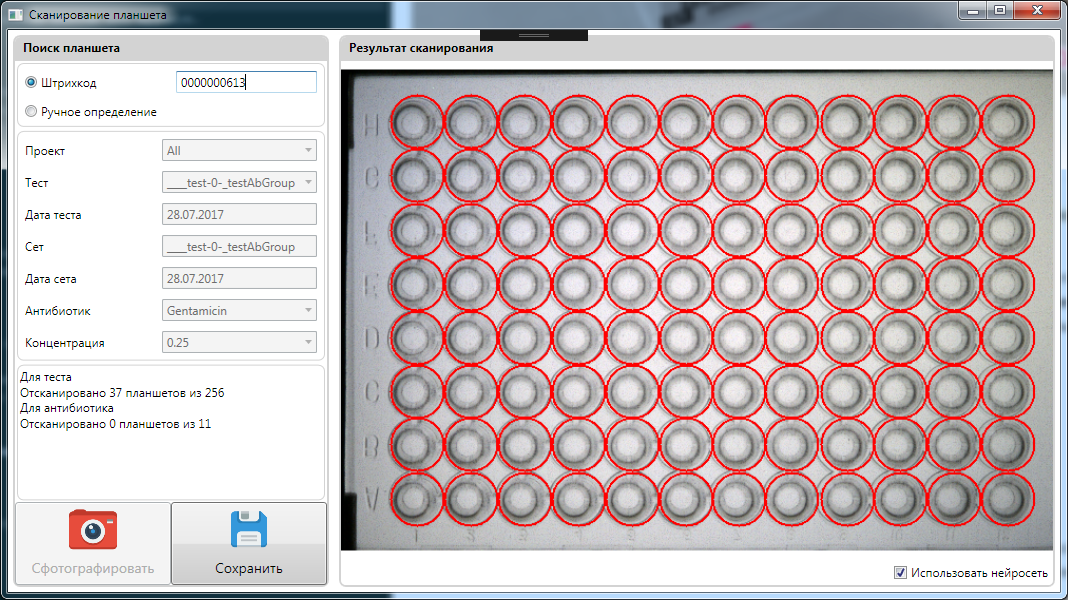 Сканирование планшета
Поиск планшета
Штрихкод 0000000613
Ручное определение
Проект All
Тест ___test-0-_testAbGroup
Дата теста 28.07.2017
Сет ___test-0-_testAbGroup
Дата сета 28.07.2017
Антибиотик Gentamicin
Концентрация 0.25
Для теста
Отсканировано 37 планшетов из 256
Для антибиотика
Отсканировано 0 планшетов из 11
Сфотографировать
Сохранить
Результат сканирования
H
G
E
D
C
B
Использовать нейросеть